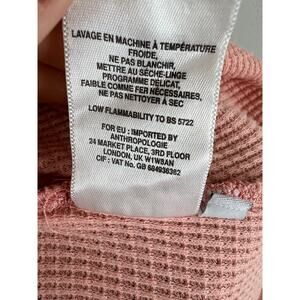 LAVAGE EN MACHINE À TEMPÉRATURE
FROIDE,
NE PAS BLANCHIR,
METTRE AU SÈCHE-LINGE
PROGRAMME DELICAT,
FAIBLE COMME FER NÉCESSAIRES,
NE PAS NETTOYER À SEC
LOW FLAMMABILITY TO BS 5722
FOR EU : IMPORTED BY
ANTHROPOLOGIE
24 MARKET PLACE, 3RD FLOOR
LONDON, UK W1W8AN
CIF : VAT No. GB 684936382